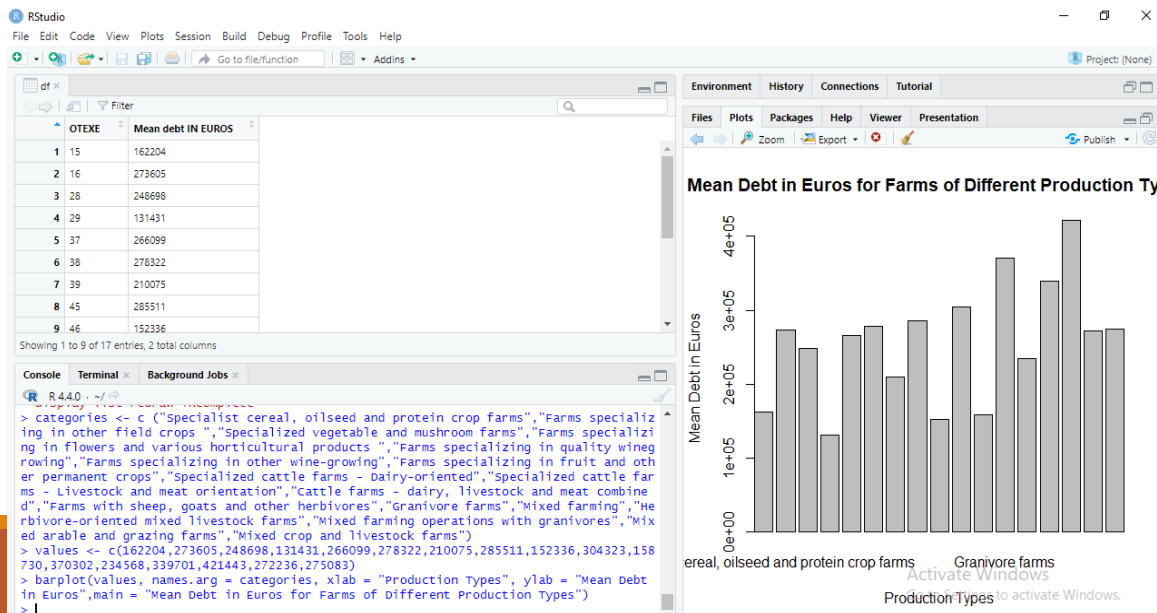 RStudio
File Edit Code View Plots Session Build Debug Profile Tools Help
Go to file/function Addins
Project: (None)
df
Filter
OTEXE Mean debt IN EUROS
1 15 162204
2 16 273605
3 28 248698
4 29 131431
5 37 266099
6 38 278322
7 39 210075
8 45 285511
9 46 152336
Showing 1 to 9 of 17 entries, 2 total columns
Console Terminal Background Jobs
R 4.4.0 · ~/
> categories <- c ("Specialist cereal, oilseed and protein crop farms","Farms specializ
ing in other field crops ","Specialized vegetable and mushroom farms","Farms specializi
ng in flowers and various horticultural products ","Farms specializing in quality wineg
rowing","Farms specializing in other wine-growing","Farms specializing in fruit and oth
er permanent crops","Specialized cattle farms - Dairy-oriented","Specialized cattle far
ms - Livestock and meat orientation","Cattle farms - dairy, livestock and meat combine
d","Farms with sheep, goats and other herbivores","Granivore farms","Mixed farming","He
rbivore-oriented mixed livestock farms","Mixed farming operations with granivores","Mix
ed arable and grazing farms","Mixed crop and livestock farms")
> values <- c(162204,273605,248698,131431,266099,278322,210075,285511,152336,304323,158
730,370302,234568,339701,421443,272236,275083)
> barplot(values, names.arg = categories, xlab = "Production Types", ylab = "Mean Debt
in Euros",main = "Mean Debt in Euros for Farms of Different Production Types")
>
Environment History Connections Tutorial
Files Plots Packages Help Viewer Presentation
Zoom Export Publish
Mean Debt in Euros for Farms of Different Production Ty
Mean Debt in Euros
4e+05
3e+05
2e+05
1e+05
0e+00
ereal, oilseed and protein crop farms Granivore farms
Production Types
Activate Windows
Go to Settings to activate Windows.